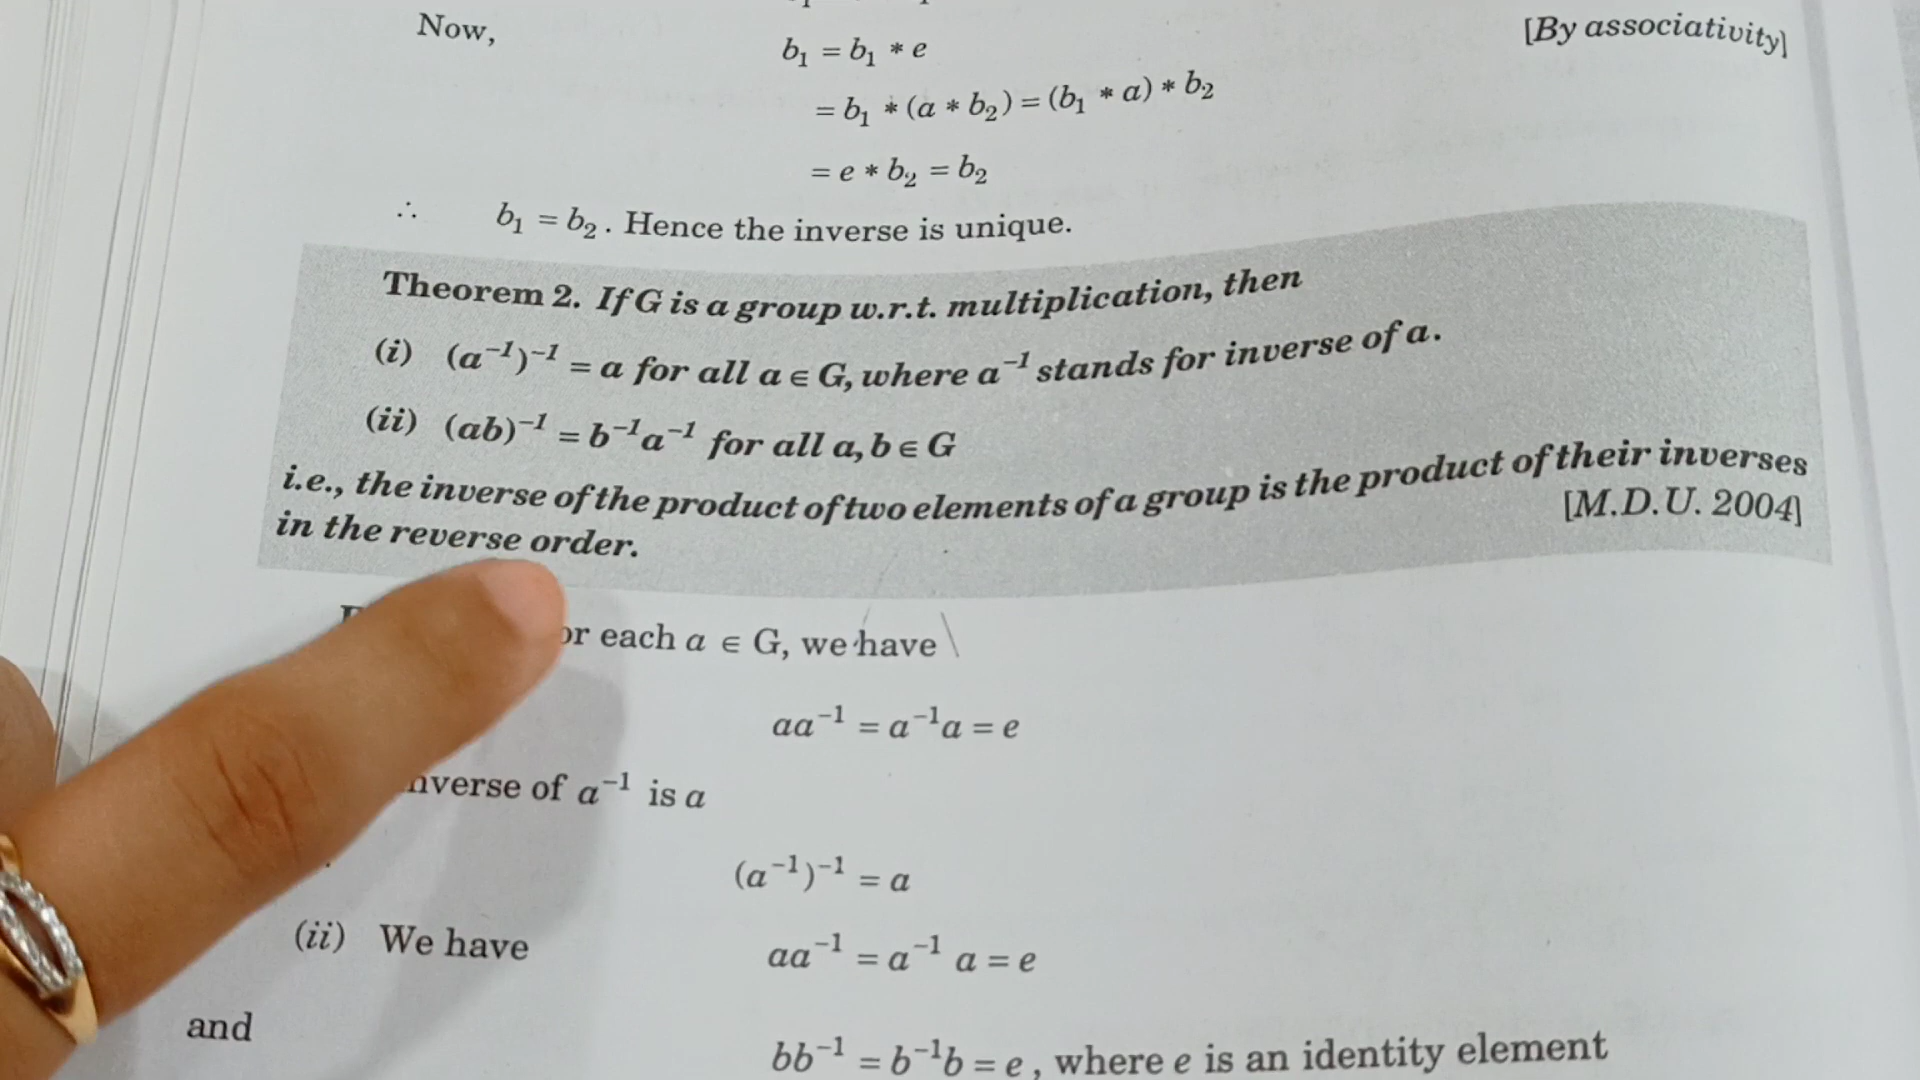 Now,
b₁ = b₁ * e
[By associativity]
= b₁ * (a * b₂) = (b₁ * a) * b₂
= e * b₂ = b₂
∴ b₁ = b₂. Hence the inverse is unique.
Theorem 2. If G is a group w.r.t. multiplication, then
(i) (a⁻¹)⁻¹ = a for all a ∈ G, where a⁻¹ stands for inverse of a.
(ii) (ab)⁻¹ = b⁻¹a⁻¹ for all a, b ∈ G
i.e., the inverse of the product of two elements of a group is the product of their inverses
in the reverse order. [M.D.U. 2004]
each a ∈ G, we have
aa⁻¹ = a⁻¹a = e
of a⁻¹ is a
(a⁻¹)⁻¹ = a
(ii) We have aa⁻¹ = a⁻¹ a = e
and bb⁻¹ = b⁻¹b = e, where e is an identity element